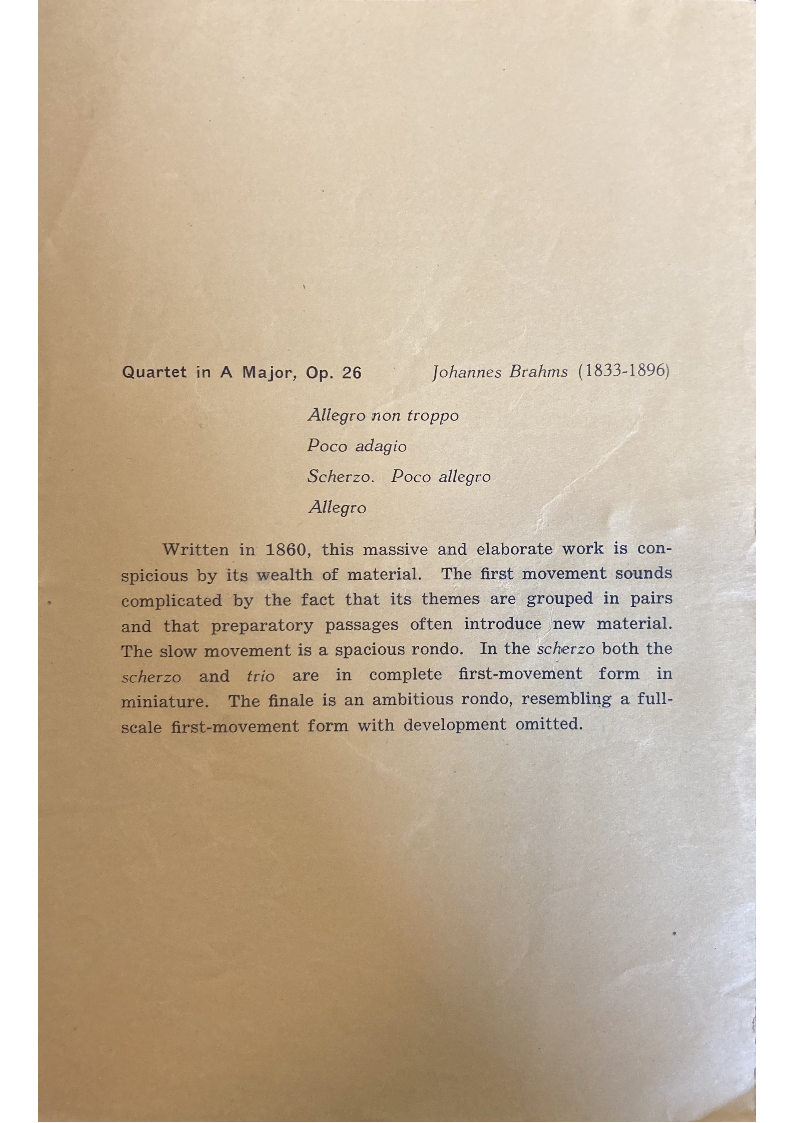 Quartet in A Major, Op. 26 Johannes Brahms (1833-1896)
Allegro non troppo
Poco adagio
Scherzo. Poco allegro
Allegro
Written in 1860, this massive and elaborate work is con-
spicious by its wealth of material. The first movement sounds
complicated by the fact that its themes are grouped in pairs
and that preparatory passages often introduce new material.
The slow movement is a spacious rondo. In the scherzo both the
scherzo and trio are in complete first-movement form in
miniature. The finale is an ambitious rondo, resembling a full-
scale first-movement form with development omitted.